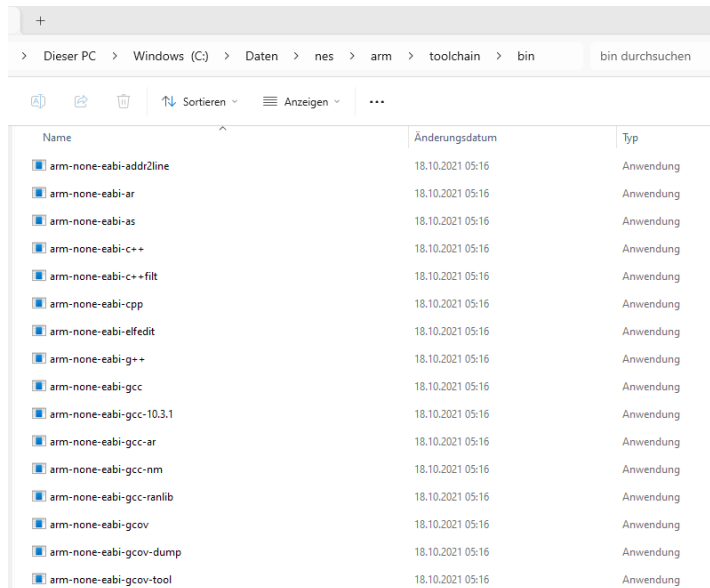 +
> Dieser PC > Windows (C:) > Daten > nes > arm > toolchain > bin bin durchsuchen
Sortieren Anzeigen ...
Name Änderungsdatum Typ
arm-none-eabi-addr2line 18.10.2021 05:16 Anwendung
arm-none-eabi-ar 18.10.2021 05:16 Anwendung
arm-none-eabi-as 18.10.2021 05:16 Anwendung
arm-none-eabi-c++ 18.10.2021 05:16 Anwendung
arm-none-eabi-c++filt 18.10.2021 05:16 Anwendung
arm-none-eabi-cpp 18.10.2021 05:16 Anwendung
arm-none-eabi-elfedit 18.10.2021 05:16 Anwendung
arm-none-eabi-g++ 18.10.2021 05:16 Anwendung
arm-none-eabi-gcc 18.10.2021 05:16 Anwendung
arm-none-eabi-gcc-10.3.1 18.10.2021 05:16 Anwendung
arm-none-eabi-gcc-ar 18.10.2021 05:16 Anwendung
arm-none-eabi-gcc-nm 18.10.2021 05:16 Anwendung
arm-none-eabi-gcc-ranlib 18.10.2021 05:16 Anwendung
arm-none-eabi-gcov 18.10.2021 05:16 Anwendung
arm-none-eabi-gcov-dump 18.10.2021 05:16 Anwendung
arm-none-eabi-gcov-tool 18.10.2021 05:16 Anwendung